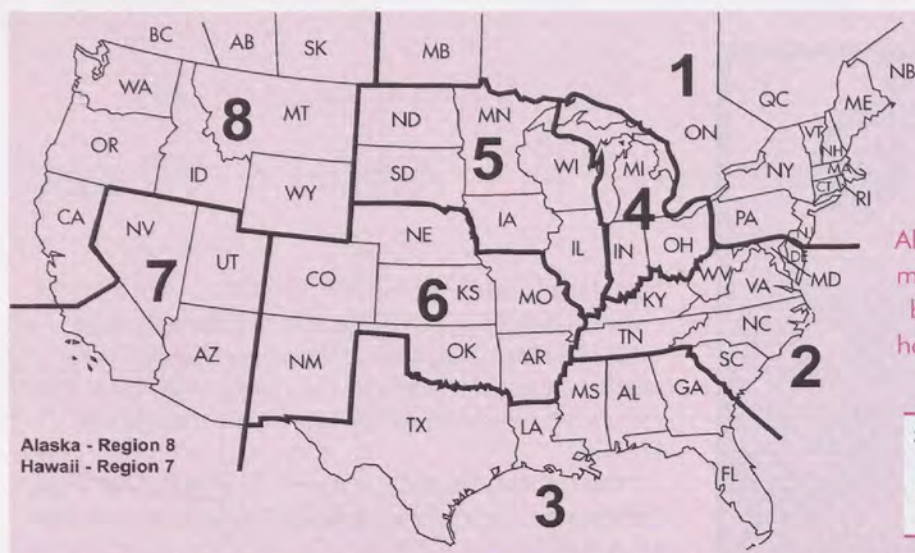 BC
AB
SK
MB
1
NB
WA
MT
ND
MN
QC
ME
8
ON
VT
NH
OR
5
WI
MI
NY
MA
ID
SD
CT
RI
WY
4
PA
CA
NV
IA
NE
IL
IN
OH
7
UT
DE
CO
6
KS
MO
WV
VA
MD
KY
NC
TN
AZ
NM
OK
AR
SC
2
MS
AL
GA
TX
LA
Alaska - Region 8
Hawaii - Region 7
FL
3